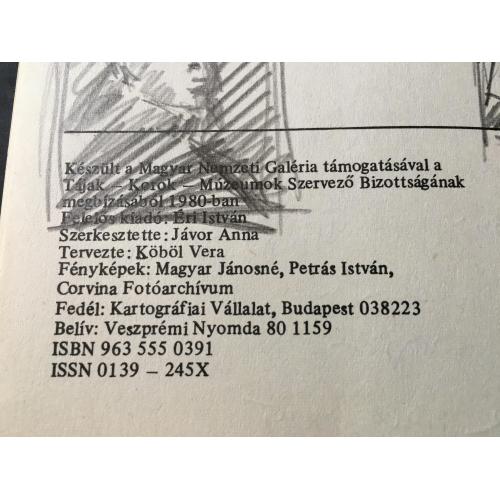 Készült a Magyar Nemzeti Galéria támogatásával a
Tájak – Korok – Múzeumok Szervező Bizottságának
megbízásából 1980-ban
Felelős kiadó: Éri István
Szerkesztette: Jávor Anna
Tervezte: Köböl Vera
Fényképek: Magyar Jánosné, Petrás István,
Corvina Fotóarchívum
Fedél: Kartográfiai Vállalat, Budapest 038223
Belív: Veszprémi Nyomda 80 1159
ISBN 963 555 0391
ISSN 0139 – 245X